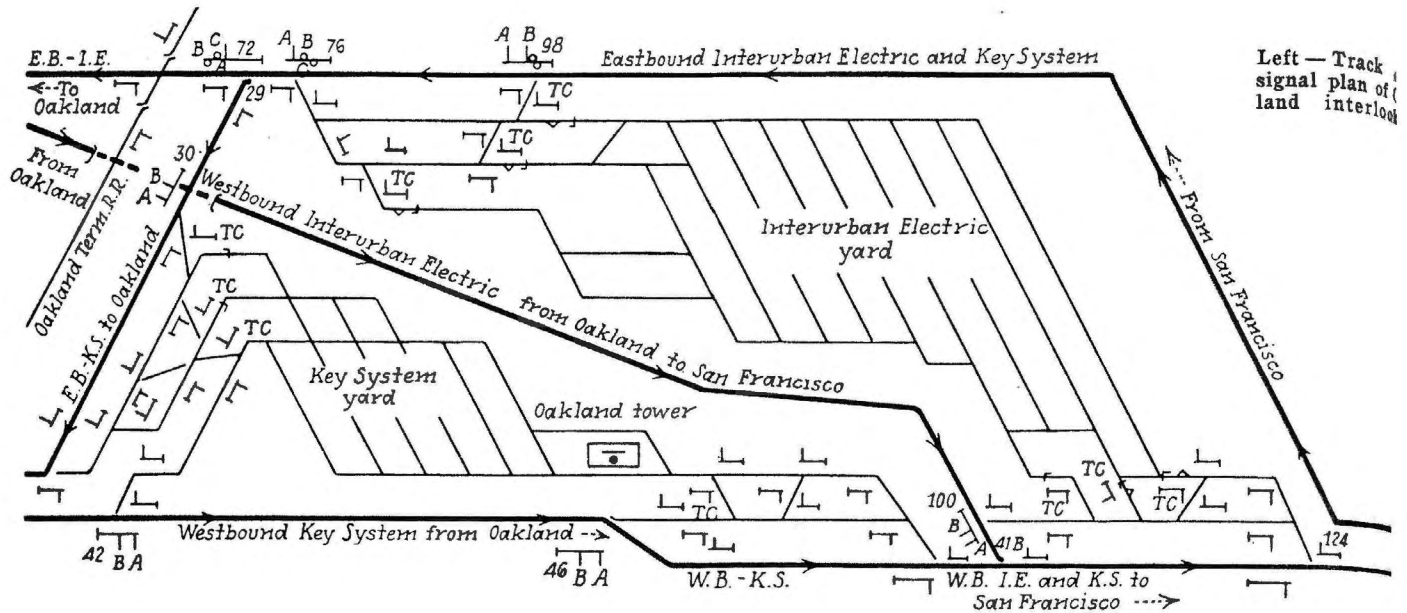 E.B.-I.E.
B C 72
A
A B 76
C
A B 98
Eastbound Interurban Electric and Key System
Left — Track
signal plan of
land interlock
To
Oakland
29
TC
From
Oakland
30
B
A
Oakland Term. R.R.
E.B.-K.S. to Oakland
Westbound Interurban Electric from Oakland to San Francisco
TC
TC
Interurban Electric
yard
From San Francisco
TC
TC
TC
Key System
yard
Oakland tower
TC
TC
TC
TC
100
B
A
41B
124
42 B A
Westbound Key System from Oakland
46 B A
W.B.-K.S.
W.B. I.E. and K.S. to
San Francisco